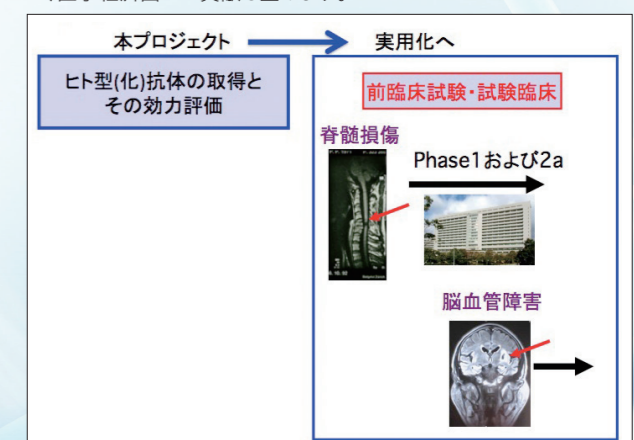 本プロジェクト
実用化へ
ヒト型(化)抗体の取得と
その効力評価
前臨床試験・試験臨床
脊髄損傷
Phase1および2a
脳血管障害